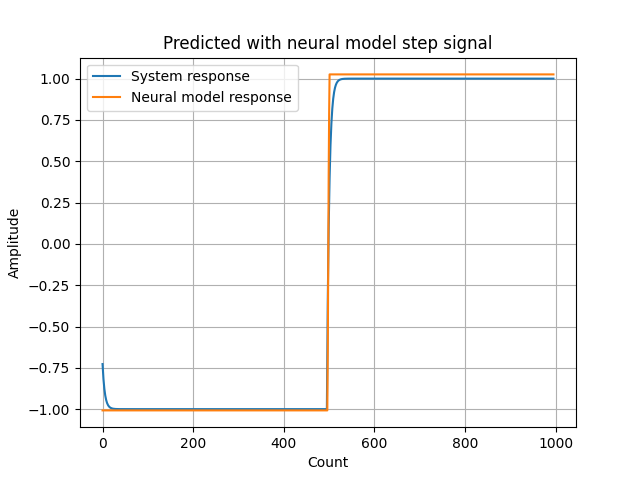 Predicted with neural model step signal
System response
Neural model response
1.00
0.75
0.50
0.25
0.00
−0.25
−0.50
−0.75
−1.00
Amplitude
0 200 400 600 800 1000
Count